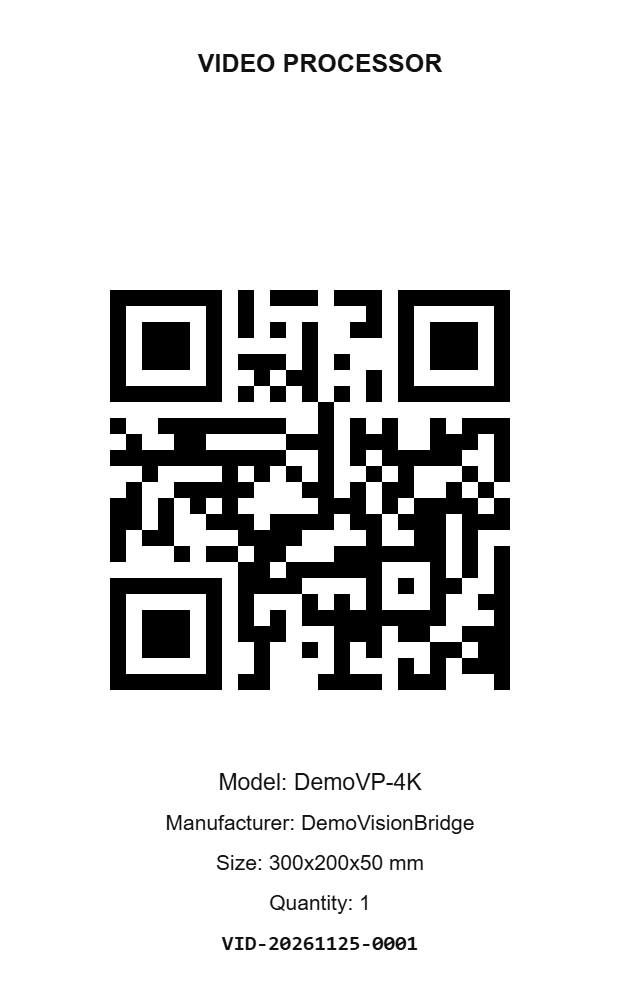 VIDEO PROCESSOR
Model: DemoVP-4K
Manufacturer: DemoVisionBridge
Size: 300x200x50 mm
Quantity: 1
VID-20261125-0001